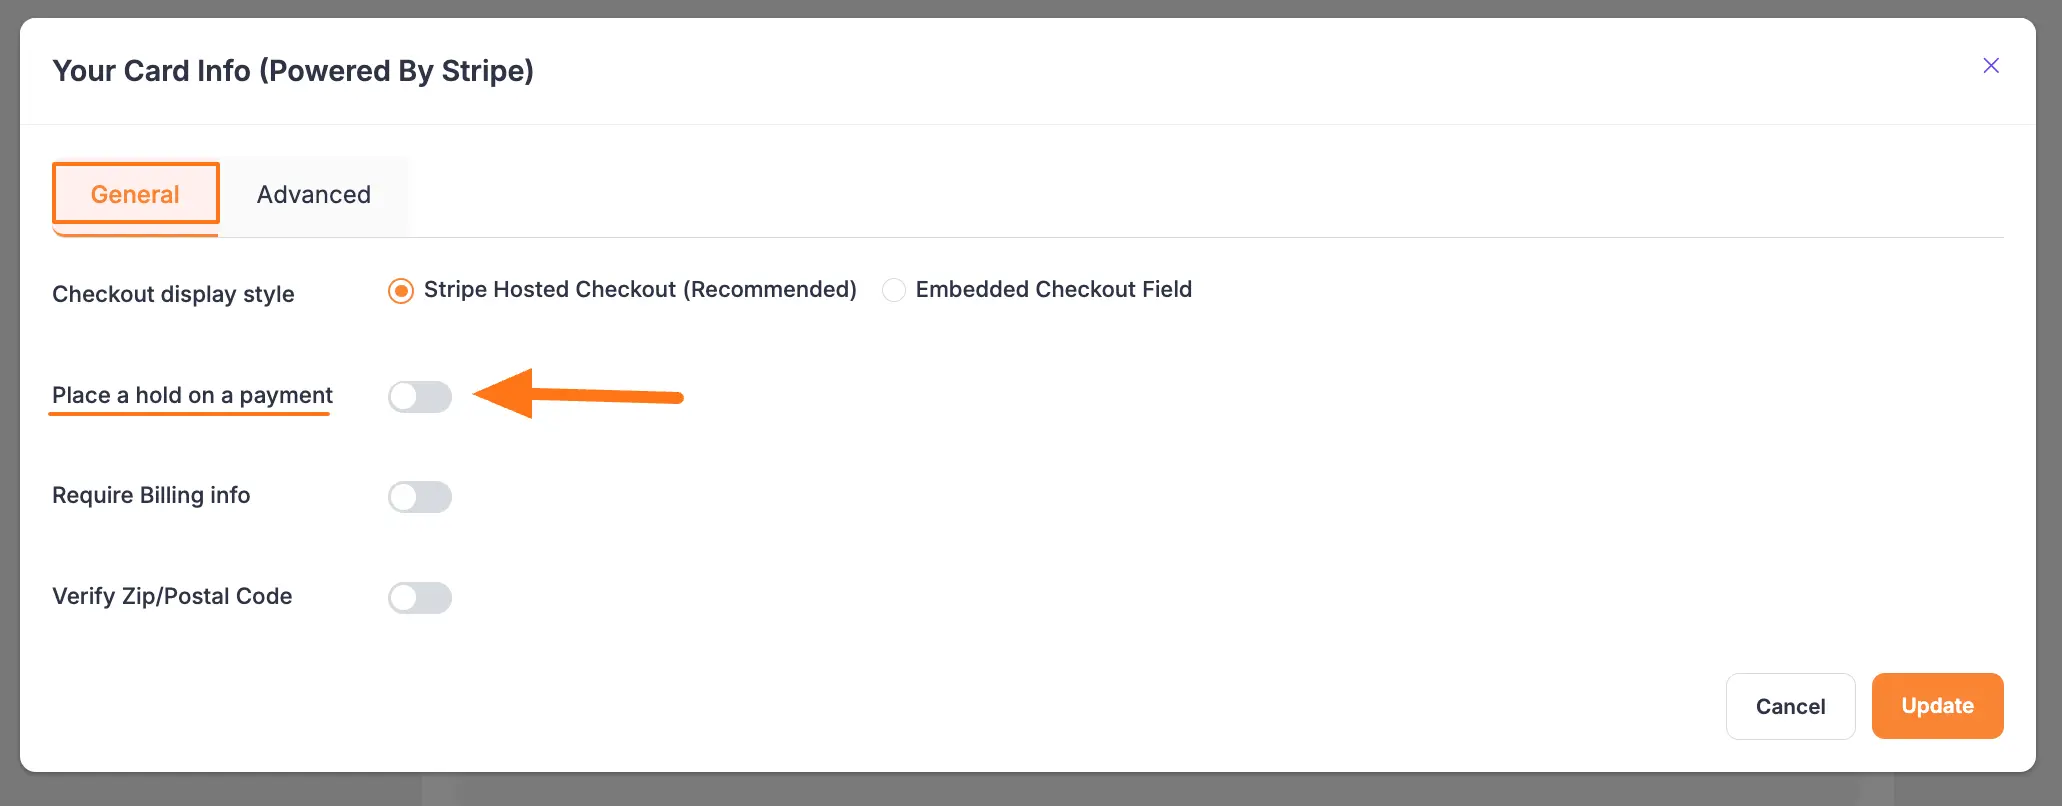 Your Card Info (Powered By Stripe)
General Advanced
Checkout display style Stripe Hosted Checkout (Recommended) Embedded Checkout Field
Place a hold on a payment
Require Billing info
Verify Zip/Postal Code
Cancel Update